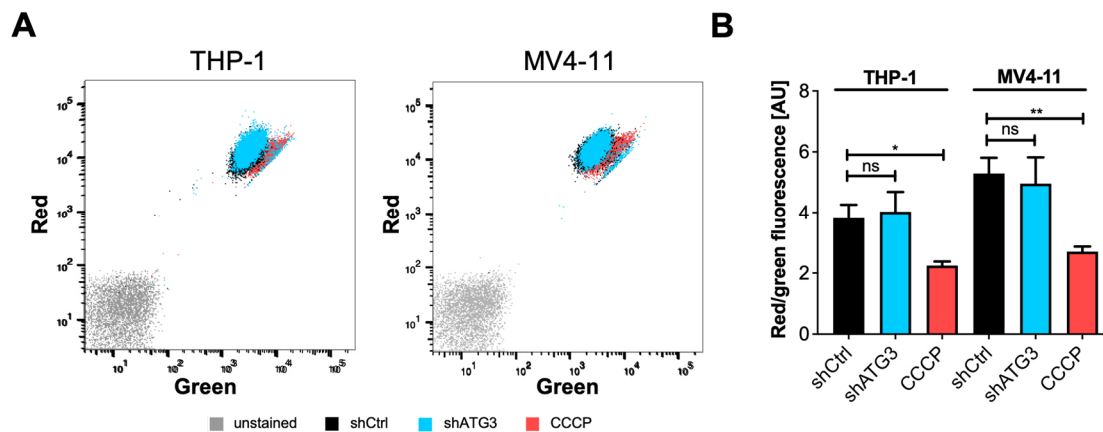 A
THP-1
Red
10^5
10^4
10^3
10^2
10^1
10^1 10^2 10^3 10^4 10^5
Green
MV4-11
Red
10^5
10^4
10^3
10^2
10^1
10^1 10^2 10^3 10^4 10^5
Green
unstained shCtrl shATG3 CCCP
B
THP-1 MV4-11
Red/green fluorescence [AU]
8
6
4
2
0
*
ns
**
ns
shCtrl shATG3 CCCP shCtrl shATG3 CCCP